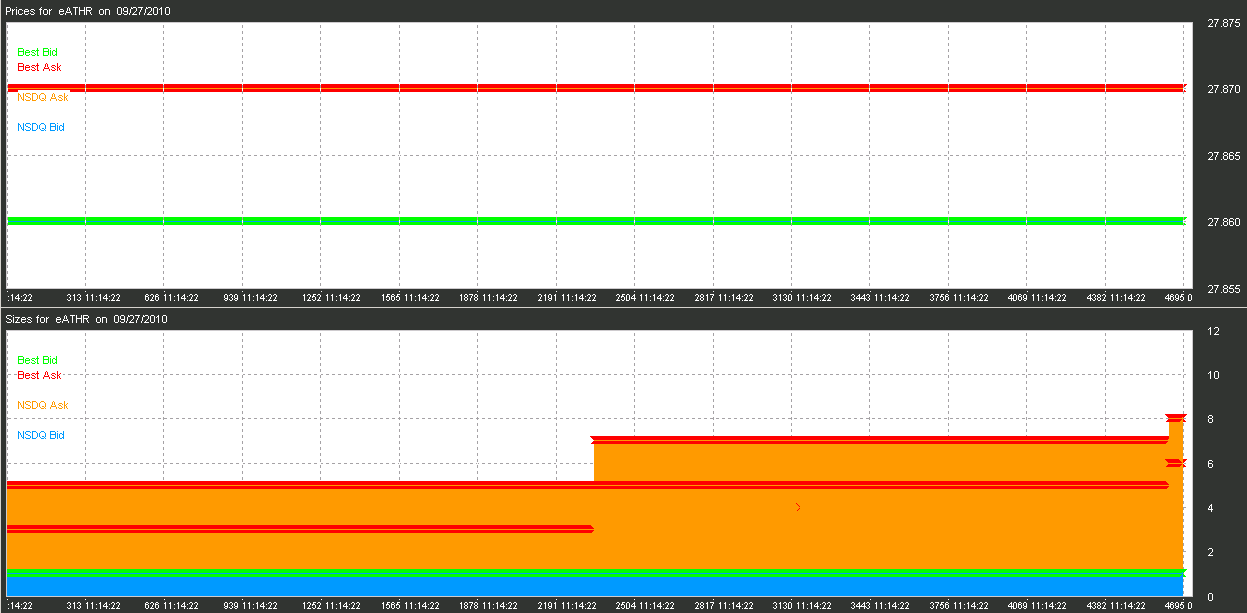 Prices for eATHR on 09/27/2010
27.875
Best Bid
Best Ask
27.870
NSDQ Ask
NSDQ Bid
27.865
27.860
27.855
:14:22 313 11:14:22 626 11:14:22 939 11:14:22 1252 11:14:22 1565 11:14:22 1878 11:14:22 2191 11:14:22 2504 11:14:22 2817 11:14:22 3130 11:14:22 3443 11:14:22 3756 11:14:22 4069 11:14:22 4382 11:14:22 4695 0
Sizes for eATHR on 09/27/2010
12
Best Bid
Best Ask
10
NSDQ Ask
8
NSDQ Bid
6
4
2
0
:14:22 313 11:14:22 626 11:14:22 939 11:14:22 1252 11:14:22 1565 11:14:22 1878 11:14:22 2191 11:14:22 2504 11:14:22 2817 11:14:22 3130 11:14:22 3443 11:14:22 3756 11:14:22 4069 11:14:22 4382 11:14:22 4695 0